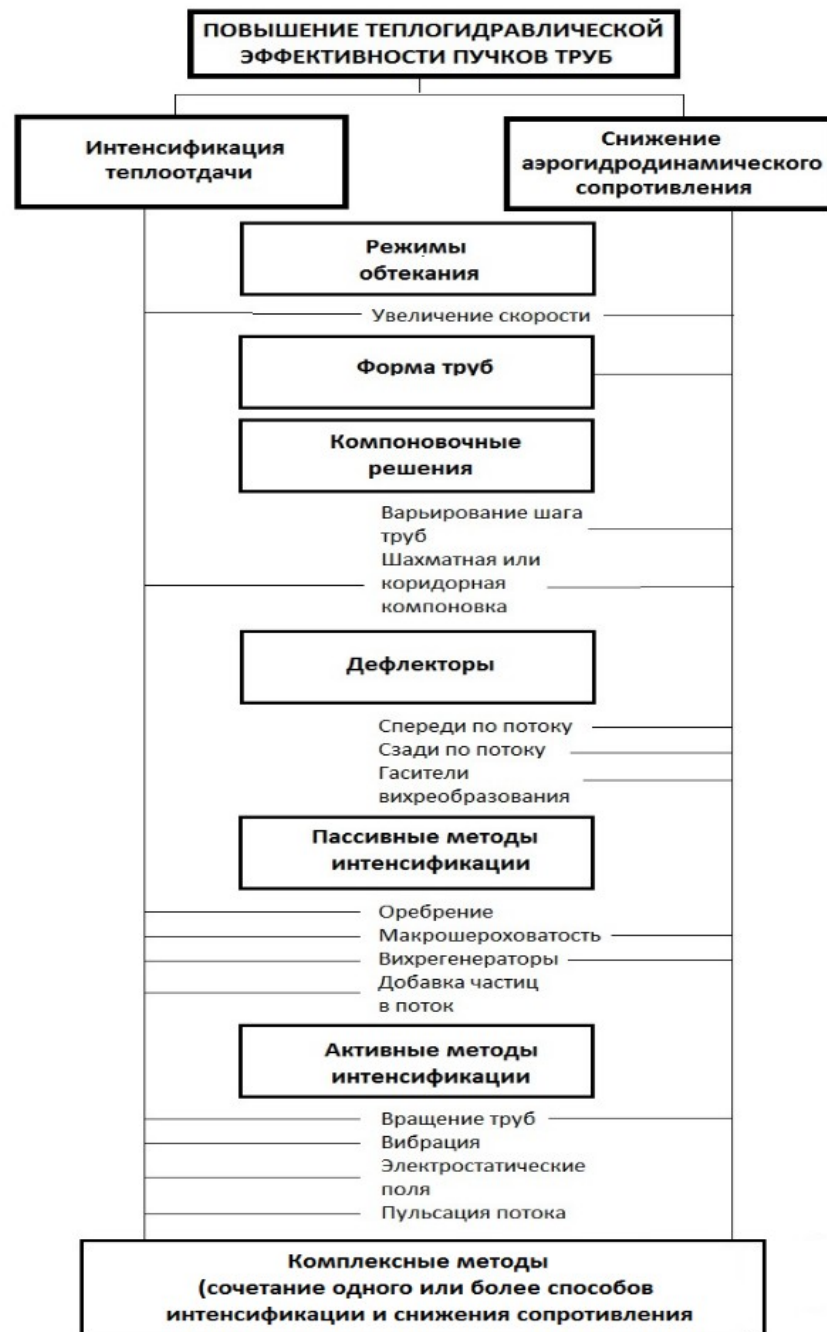 ПОВЫШЕНИЕ ТЕПЛОГИДРАВЛИЧЕСКОЙ
ЭФФЕКТИВНОСТИ ПУЧКОВ ТРУБ
Интенсификация
теплоотдачи
Снижение
аэрогидродинамического
сопротивления
Режимы
обтекания
Увеличение скорости
Форма труб
Компоновочные
решения
Варьирование шага
труб
Шахматная или
коридорная
компоновка
Дефлекторы
Спереди по потоку
Сзади по потоку
Гасители
вихреобразования
Пассивные методы
интенсификации
Оребрение
Макрошероховатость
Вихрегенераторы
Добавка частиц
в поток
Активные методы
интенсификации
Вращение труб
Вибрация
Электростатические
поля
Пульсация потока
Комплексные методы
(сочетание одного или более способов
интенсификации и снижения сопротивления